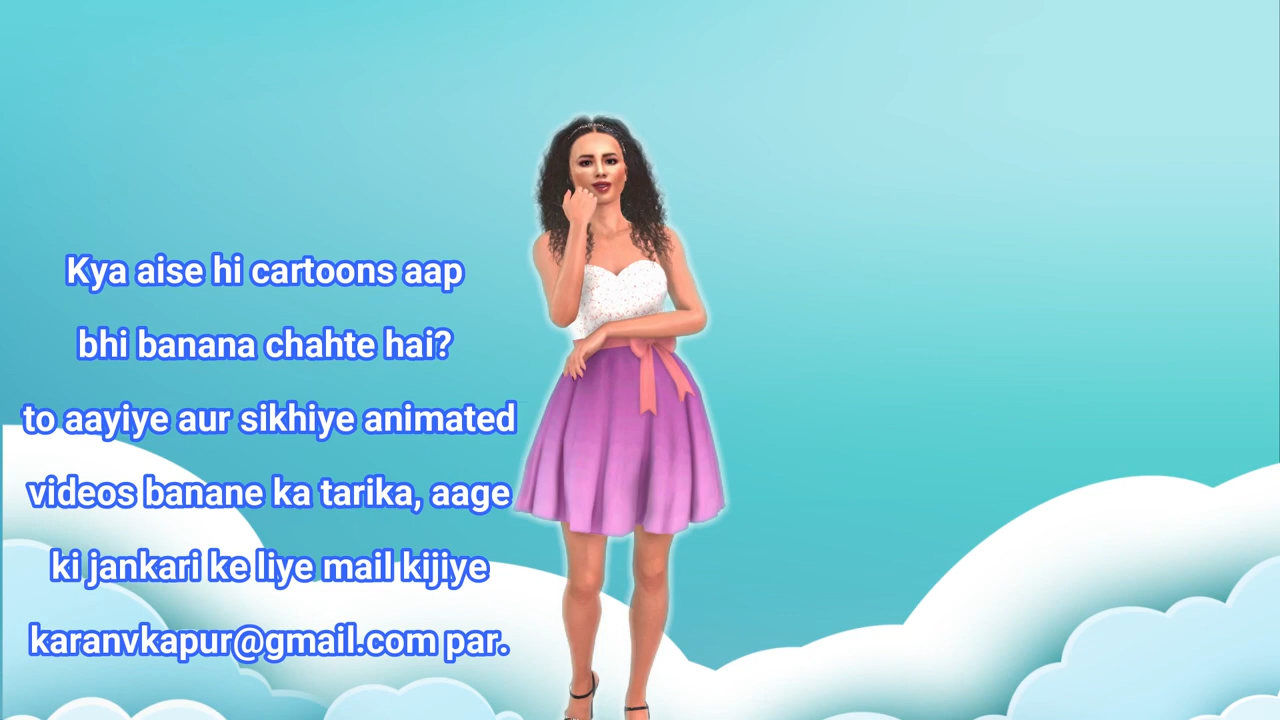 Kya aise hi cartoons aap
bhi banana chahte hai?
to aayiye aur sikhiye animated
videos banane ka tarika, aage
ki jankari ke liye mail kijiye
karanvkapur@gmail.com par.